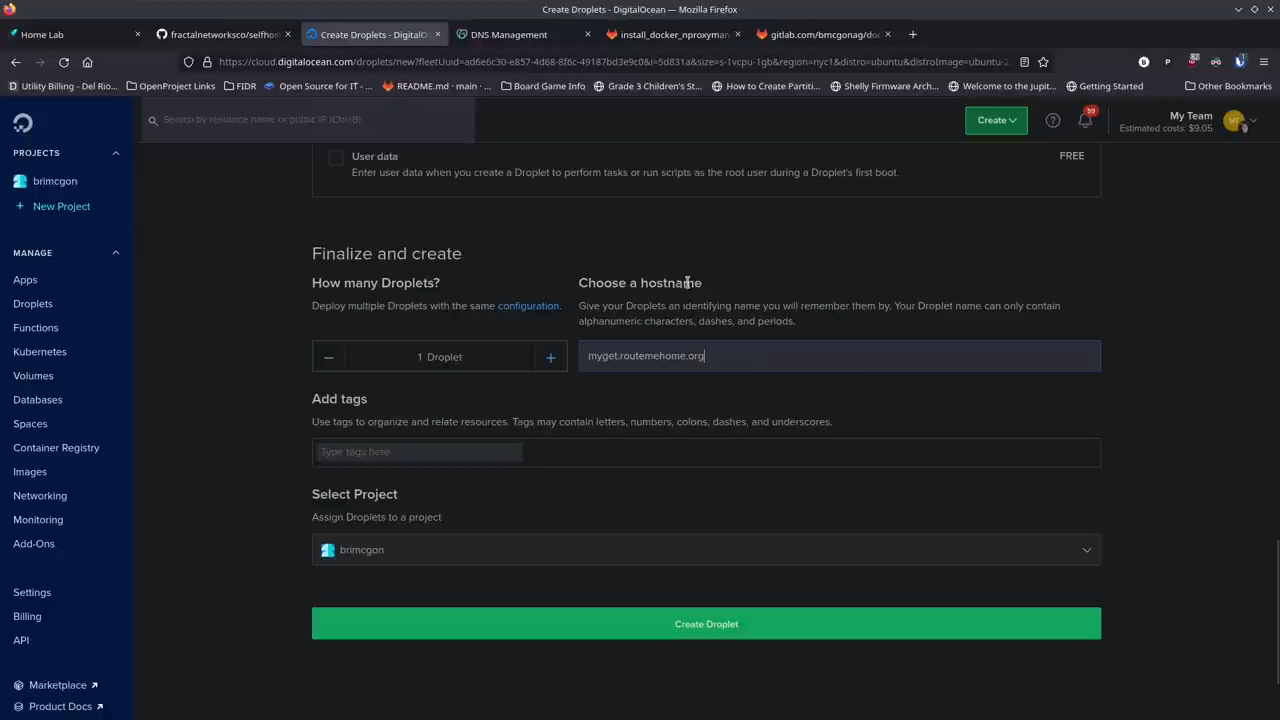 Create Droplets - DigitalOcean — Mozilla Firefox
Home Lab
fractalnetworksco/selfhos
Create Droplets - DigitalO
DNS Management
install_docker_nproxyman
gitlab.com/bmcgonag/doc
https://cloud.digitalocean.com/droplets/new?fleetUuid=ad6e6c30-e857-4d68-8f6c-49187bd3e9c0&i=5d831a&size=s-1vcpu-1gb&region=nyc1&distro=ubuntu&distroImage=ubuntu-2
Utility Billing - Del Rio...
OpenProject Links
FIDR
Open Source for IT - ...
README.md · main · ...
Board Game Info
Grade 3 Children's St...
How to Create Partiti...
Shelly Firmware Arch...
Welcome to the Jupit...
Getting Started
Other Bookmarks
Search by resource name or public IP (Ctrl+B)
Create
59
My Team
Estimated costs: $9.05
MT
PROJECTS
brimcgon
+ New Project
MANAGE
Apps
Droplets
Functions
Kubernetes
Volumes
Databases
Spaces
Container Registry
Images
Networking
Monitoring
Add-Ons
Settings
Billing
API
Marketplace
Product Docs
User data
FREE
Enter user data when you create a Droplet to perform tasks or run scripts as the root user during a Droplet's first boot.
Finalize and create
How many Droplets?
Deploy multiple Droplets with the same configuration.
1 Droplet
Choose a hostname
Give your Droplets an identifying name you will remember them by. Your Droplet name can only contain
alphanumeric characters, dashes, and periods.
myget.routemehome.org
Add tags
Use tags to organize and relate resources. Tags may contain letters, numbers, colons, dashes, and underscores.
Type tags here
Select Project
Assign Droplets to a project
brimcgon
Create Droplet